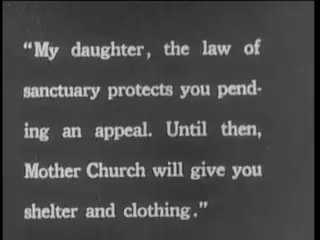 “My daughter, the law of
sanctuary protects you pend-
ing an appeal. Until then,
Mother Church will give you
shelter and clothing.”